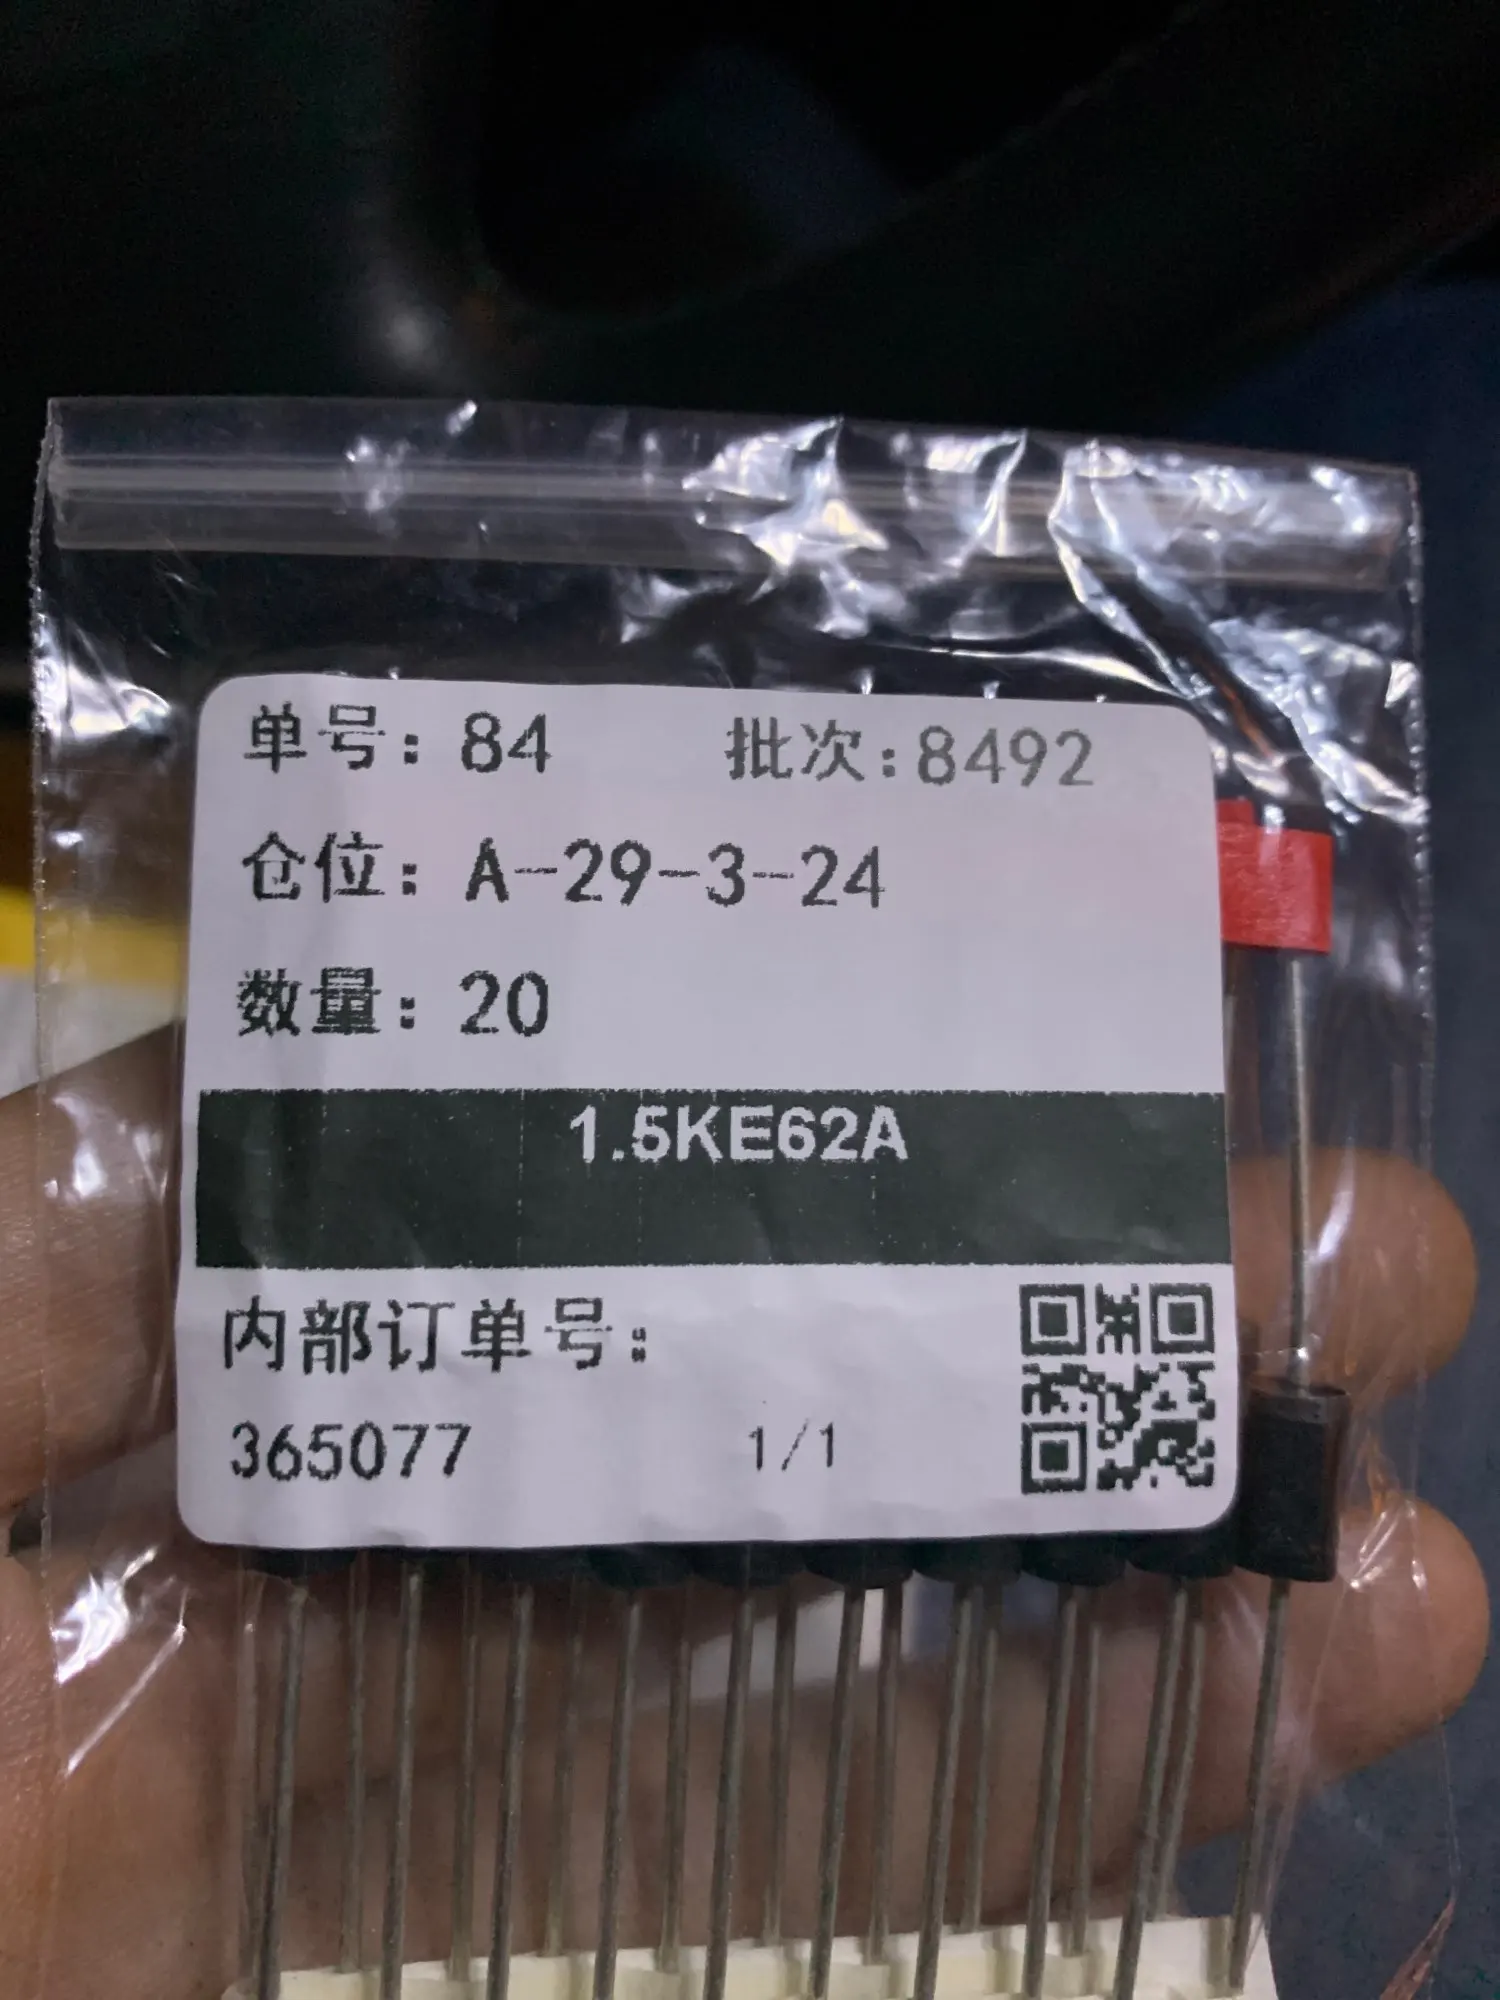 单号：84 批次：8492
仓位：A-29-3-24
数量：20
1.5KE62A
内部订单号：
365077 1/1